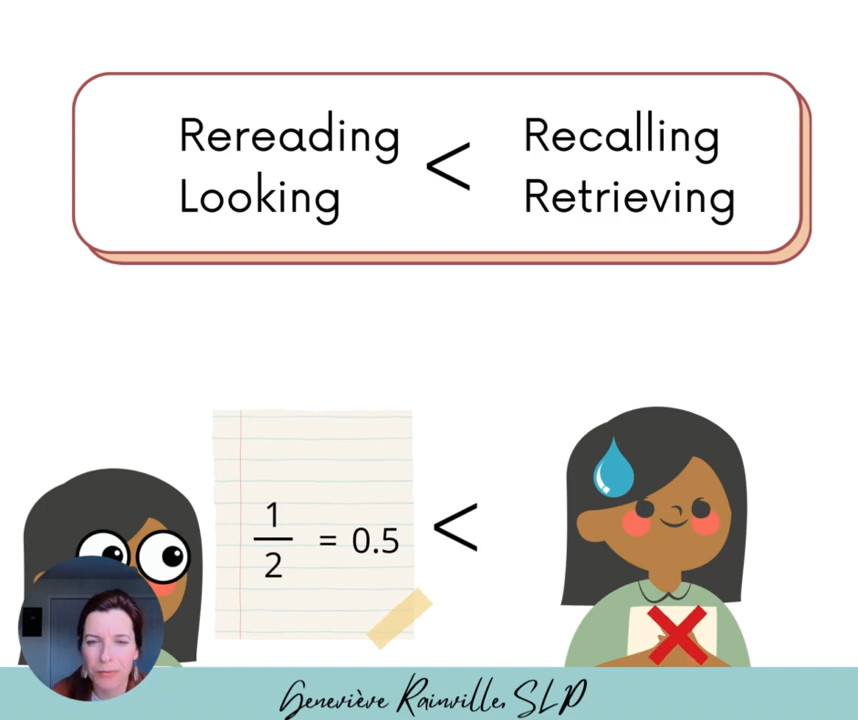 Rereading < Recalling
Looking Retrieving
1/2 = 0.5 <
Geneviève Rainville, SLP